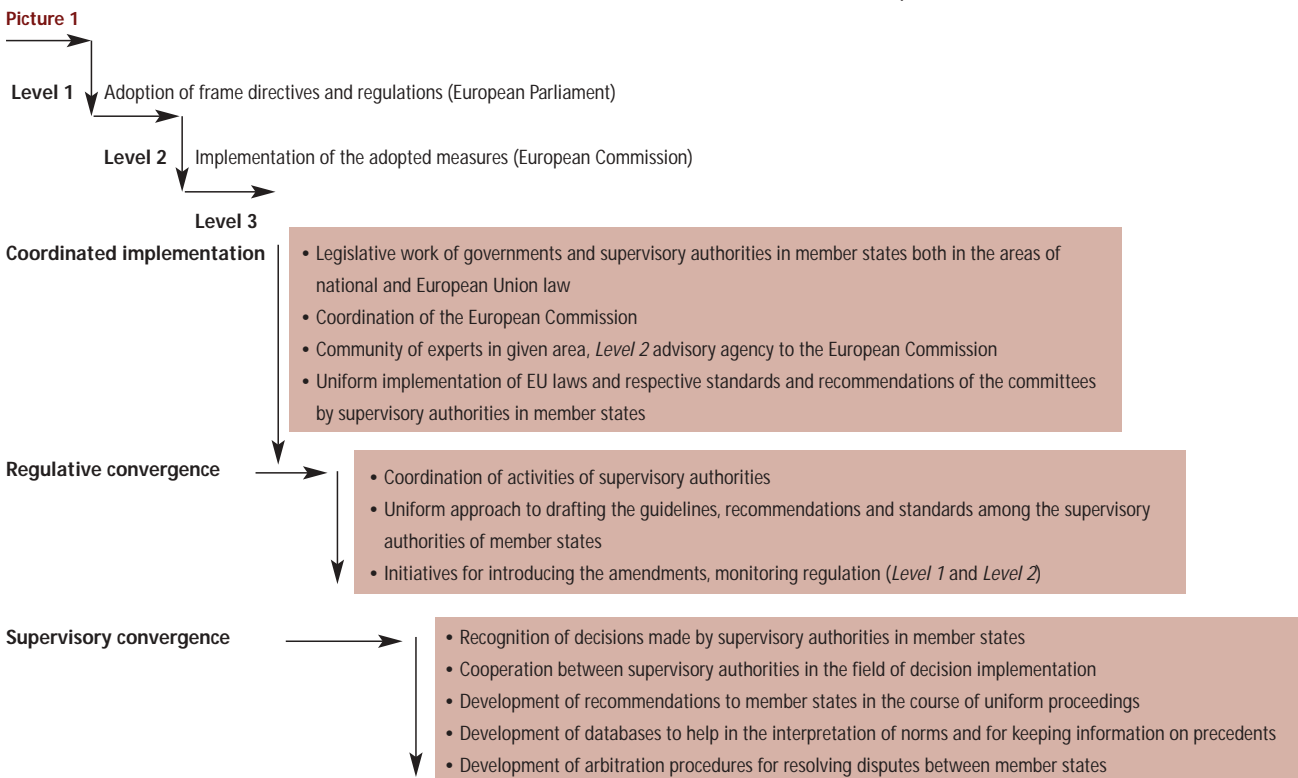 Picture 1
Level 1 Adoption of frame directives and regulations (European Parliament)
Level 2 Implementation of the adopted measures (European Commission)
Level 3
Coordinated implementation
• Legislative work of governments and supervisory authorities in member states both in the areas of
national and European Union law
• Coordination of the European Commission
• Community of experts in given area, Level 2 advisory agency to the European Commission
• Uniform implementation of EU laws and respective standards and recommendations of the committees
by supervisory authorities in member states
Regulative convergence
• Coordination of activities of supervisory authorities
• Uniform approach to drafting the guidelines, recommendations and standards among the supervisory
authorities of member states
• Initiatives for introducing the amendments, monitoring regulation (Level 1 and Level 2)
Supervisory convergence
• Recognition of decisions made by supervisory authorities in member states
• Cooperation between supervisory authorities in the field of decision implementation
• Development of recommendations to member states in the course of uniform proceedings
• Development of databases to help in the interpretation of norms and for keeping information on precedents
• Development of arbitration procedures for resolving disputes between member states